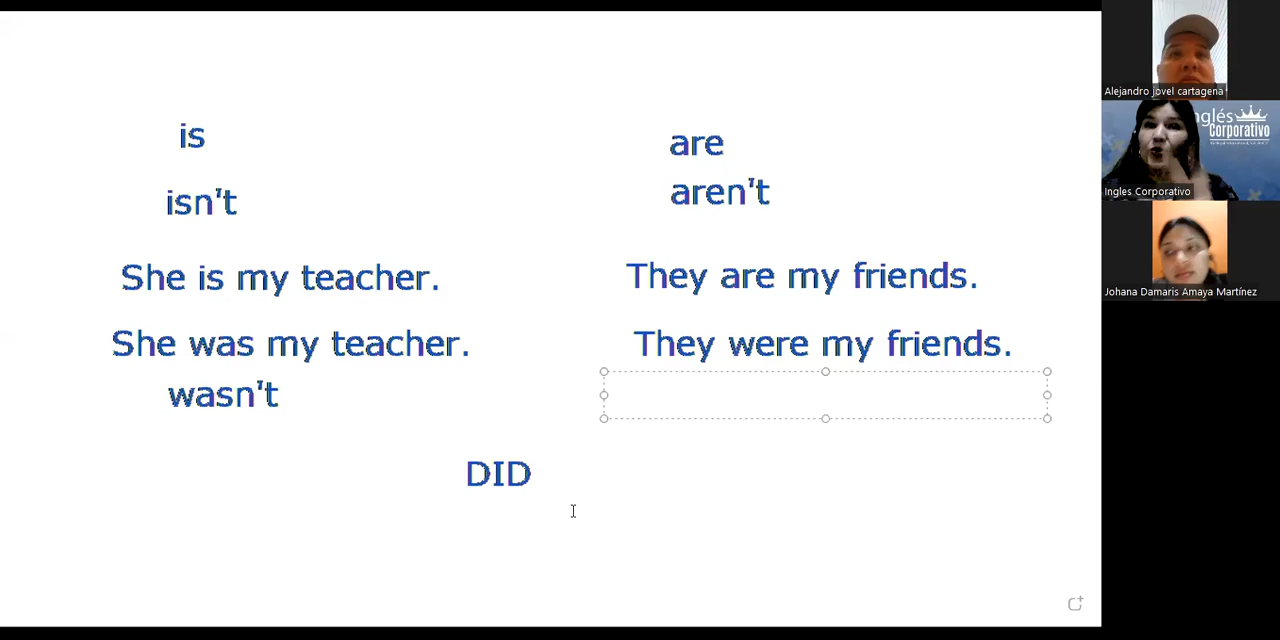 is
isn't
She is my teacher.
She was my teacher.
wasn't
are
aren't
They are my friends.
They were my friends.
DID
Alejandro Jovel cartagena
Inglés
Corporativo
Ingles Corporativo
Johana Damaris Amaya Martínez